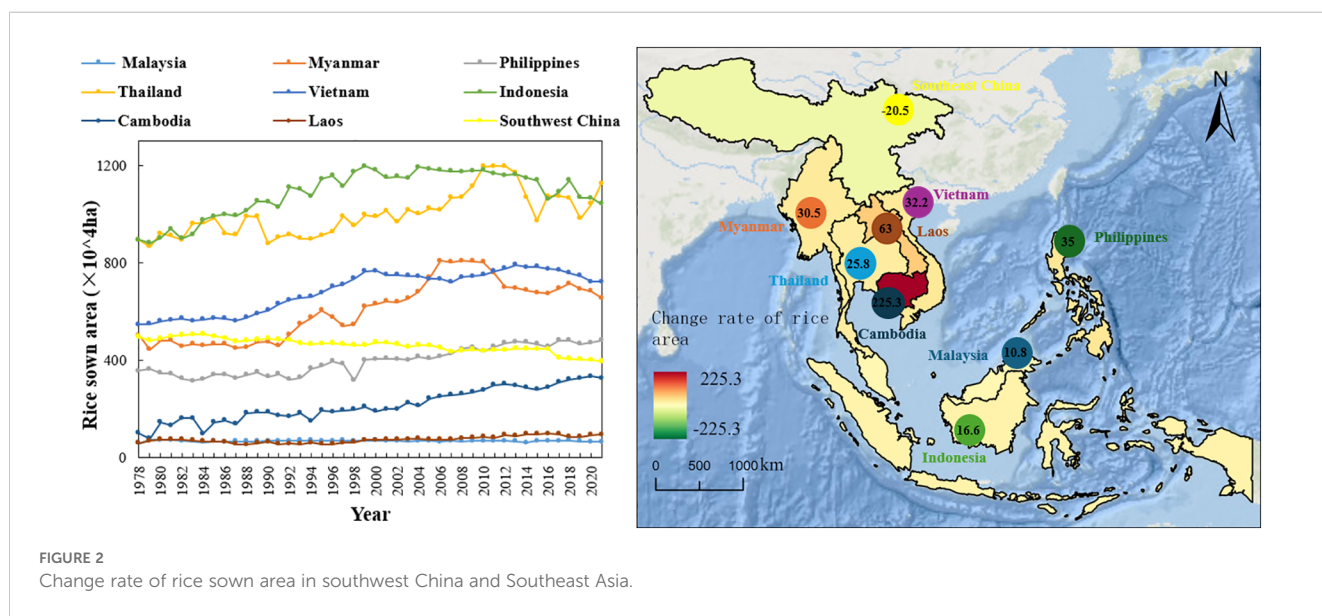 Malaysia Myanmar Philippines
Thailand Vietnam Indonesia
Cambodia Laos Southwest China
Rice sown area (×10^4ha)
1200
800
400
0
1978 1980 1982 1984 1986 1988 1990 1992 1994 1996 1998 2000 2002 2004 2006 2008 2010 2012 2014 2016 2018 2020
Year
Southeast China
-20.5
N
Vietnam
32.2
Myanmar
30.5
Laos
63
Philippines
35
Thailand
25.8
Cambodia
225.3
Malaysia
10.8
Indonesia
16.6
Change rate of rice
area
225.3
-225.3
0 500 1000 km
FIGURE 2
Change rate of rice sown area in southwest China and Southeast Asia.